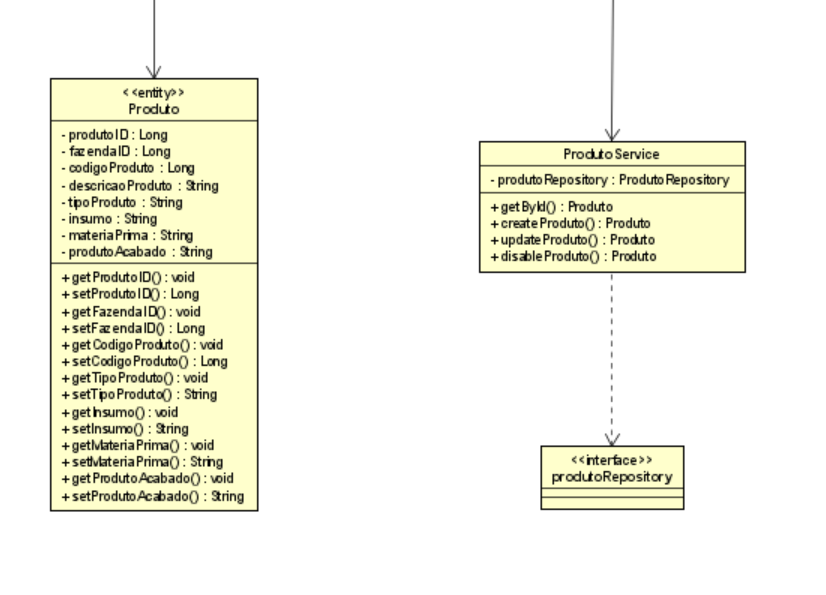 <<entity>>
Produto
- produtoID : Long
- fazendaID : Long
- codigoProduto : Long
- descricaoProduto : String
- tipoProduto : String
- insumo : String
- materiaPrima : String
- produtoAcabado : String
+ getProdutoID() : void
+ setProdutoID() : Long
+ getFazendaID() : void
+ setFazendaID() : Long
+ getCodigoProduto() : void
+ setCodigoProduto() : Long
+ getTipoProduto() : void
+ setTipoProduto() : String
+ getInsumo() : void
+ setInsumo() : String
+ getMateriaPrima() : void
+ setMateriaPrima() : String
+ getProdutoAcabado() : void
+ setProdutoAcabado() : String
ProdutoService
- produtoRepository : ProdutoRepository
+ getById() : Produto
+ createProduto() : Produto
+ updateProduto() : Produto
+ disableProduto() : Produto
<<interface>>
produtoRepository